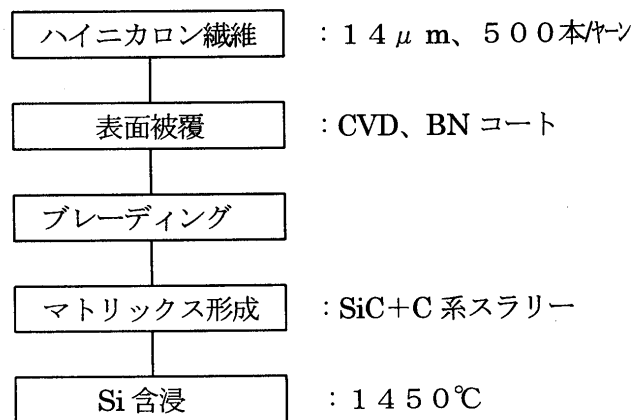 ハイニカロン繊維 ：１４μm、５００本/ヤーン
表面被覆 ：CVD、BN コート
ブレーディング
マトリックス形成 ：SiC＋C 系スラリー
Si 含浸 ：１４５０℃